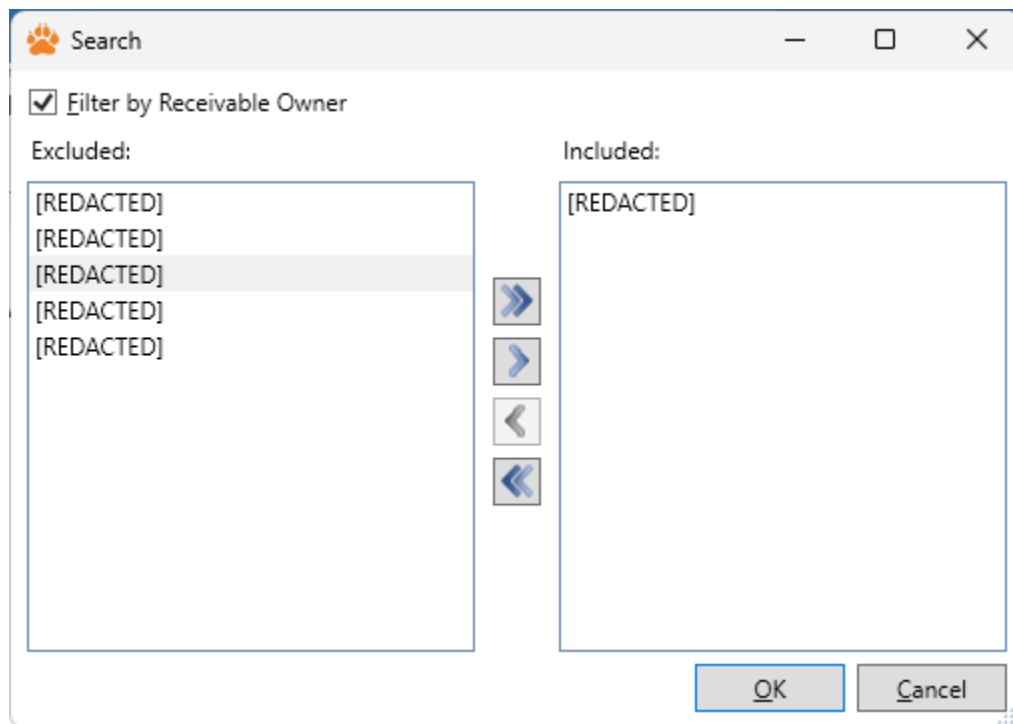 Search
Filter by Receivable Owner
Excluded:
[REDACTED]
[REDACTED]
[REDACTED]
[REDACTED]
[REDACTED]
Included:
[REDACTED]
OK
Cancel